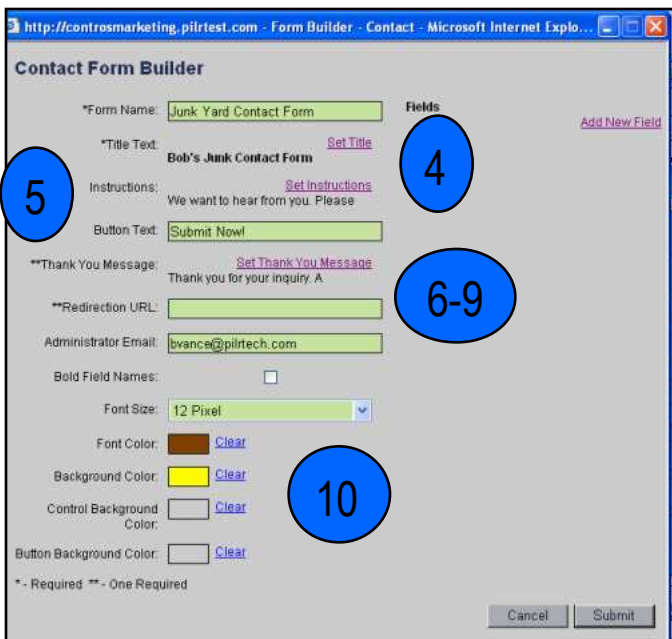 http://controsmarketing.pilrtest.com - Form Builder - Contact - Microsoft Internet Explo...
Contact Form Builder
*Form Name: Junk Yard Contact Form
Fields
Add New Field
*Title Text: Set Title
Bob's Junk Contact Form
4
5
Instructions: Set Instructions
We want to hear from you. Please
Button Text: Submit Now!
**Thank You Message: Set Thank You Message
Thank you for your inquiry. A
6-9
**Redirection URL:
Administrator Email: bvance@pilrtech.com
Bold Field Names:
Font Size: 12 Pixel
Font Color: Clear
Background Color: Clear
10
Control Background
Color: Clear
Button Background Color: Clear
* - Required ** - One Required
Cancel Submit